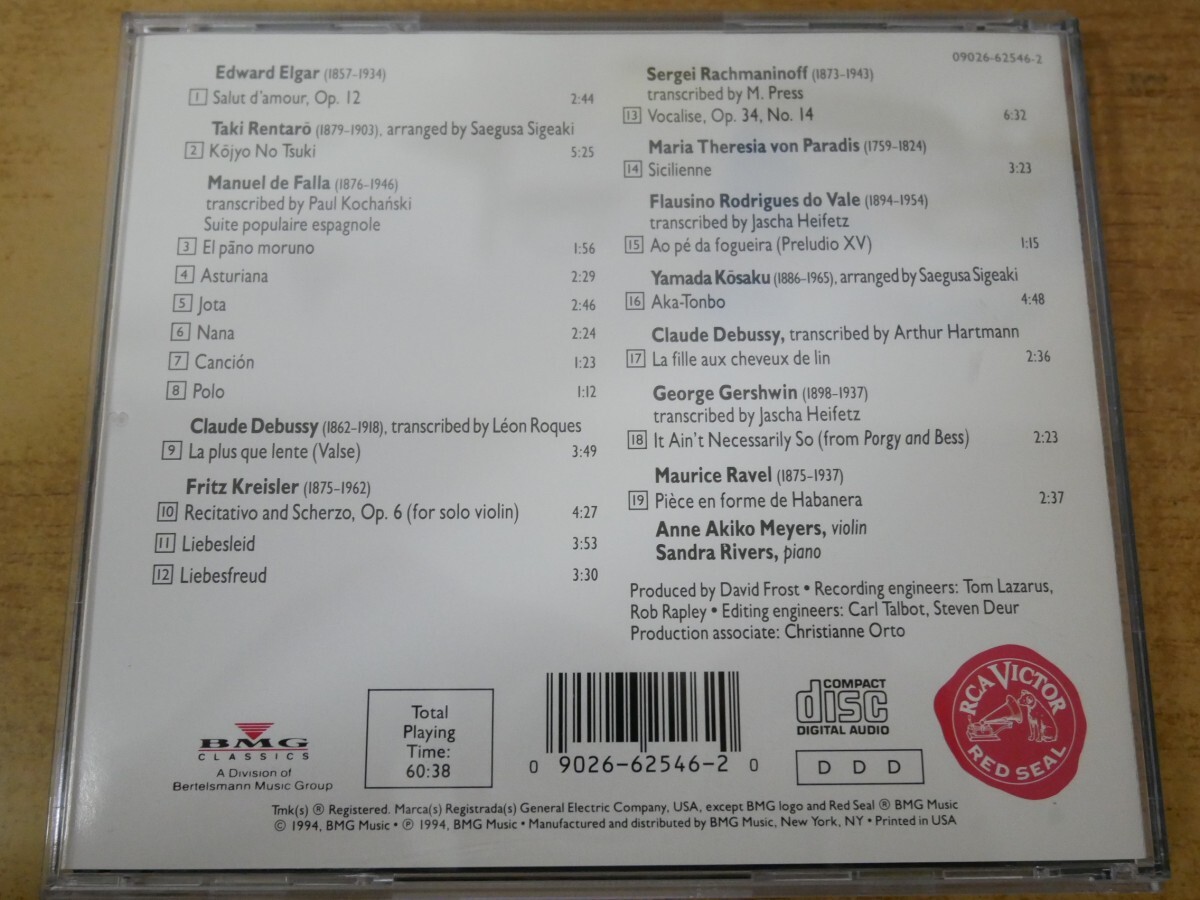 Edward Elgar (1857–1934)
1 Salut d'amour, Op. 12 2:44
Taki Rentarō (1879–1903), arranged by Saegusa Sigeaki
2 Kōjyo No Tsuki 5:25
Manuel de Falla (1876–1946)
transcribed by Paul Kochański
Suite populaire espagnole
3 El pāno moruno 1:56
4 Asturiana 2:29
5 Jota 2:46
6 Nana 2:24
7 Canción 1:23
8 Polo 1:12
Claude Debussy (1862–1918), transcribed by Léon Roques
9 La plus que lente (Valse) 3:49
Fritz Kreisler (1875–1962)
10 Recitativo and Scherzo, Op. 6 (for solo violin) 4:27
11 Liebesleid 3:53
12 Liebesfreud 3:30
09026-62546-2
Sergei Rachmaninoff (1873–1943)
transcribed by M. Press
13 Vocalise, Op. 34, No. 14 6:32
Maria Theresia von Paradis (1759–1824)
14 Sicilienne 3:23
Flausino Rodrigues do Vale (1894–1954)
transcribed by Jascha Heifetz
15 Ao pé da fogueira (Preludio XV) 1:15
Yamada Kōsaku (1886–1965), arranged by Saegusa Sigeaki
16 Aka-Tonbo 4:48
Claude Debussy, transcribed by Arthur Hartmann
17 La fille aux cheveux de lin 2:36
George Gershwin (1898–1937)
transcribed by Jascha Heifetz
18 It Ain't Necessarily So (from Porgy and Bess) 2:23
Maurice Ravel (1875–1937)
19 Pièce en forme de Habanera 2:37
Anne Akiko Meyers, violin
Sandra Rivers, piano
Produced by David Frost • Recording engineers: Tom Lazarus,
Rob Rapley • Editing engineers: Carl Talbot, Steven Deur
Production associate: Christianne Orto
BMG
CLASSICS
A Division of
Bertelsmann Music Group
Total
Playing
Time:
60:38
0 9026-62546-2 0
COMPACT
disc
DIGITAL AUDIO
D D D
RCA VICTOR
RED SEAL
Tmk(s) ® Registered. Marca(s) Registrada(s) General Electric Company, USA, except BMG logo and Red Seal ® BMG Music
© 1994, BMG Music • ℗ 1994, BMG Music • Manufactured and distributed by BMG Music, New York, NY • Printed in USA